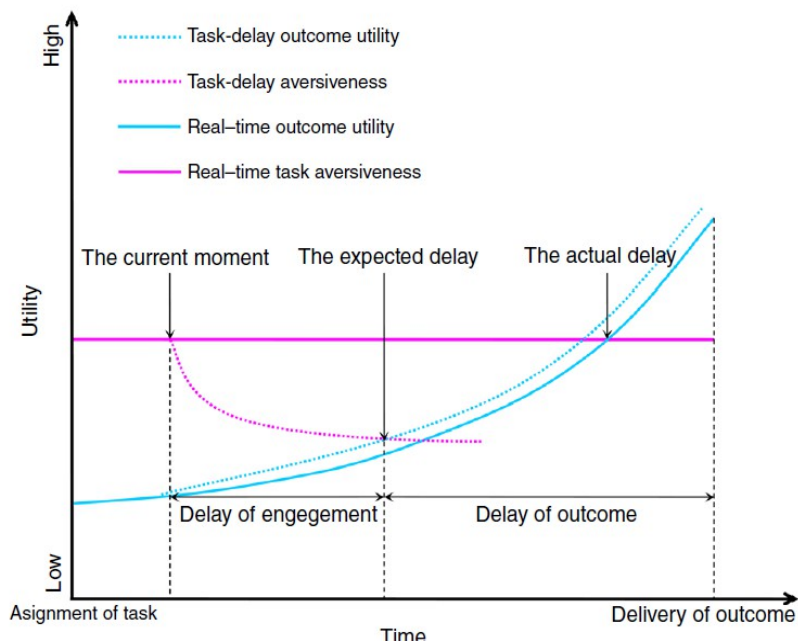 High
Task-delay outcome utility
Task-delay aversiveness
Real–time outcome utility
Real–time task aversiveness
The current moment
The expected delay
The actual delay
Utility
Delay of engegement
Delay of outcome
Low
Asignment of task
Delivery of outcome
Time